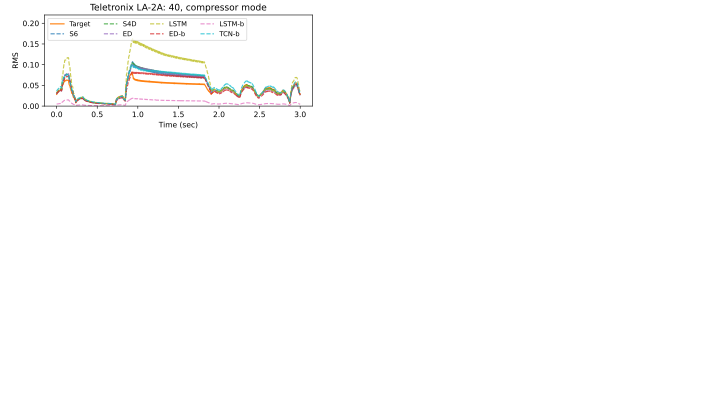 Teletronix LA-2A: 40, compressor mode
Target S4D LSTM LSTM-b
S6 ED ED-b TCN-b
0.20
0.15
0.10
0.05
0.00
RMS
0.0 0.5 1.0 1.5 2.0 2.5 3.0
Time (sec)